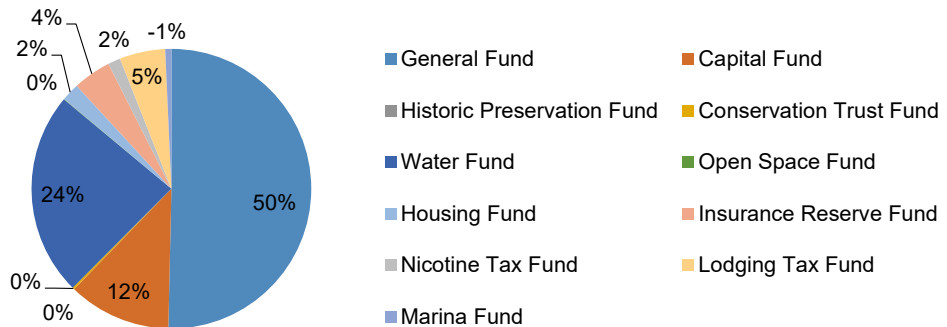 4%
2%
-1%
2%
0%
5%
24%
50%
0%
0%
12%
General Fund
Capital Fund
Historic Preservation Fund
Conservation Trust Fund
Water Fund
Open Space Fund
Housing Fund
Insurance Reserve Fund
Nicotine Tax Fund
Lodging Tax Fund
Marina Fund